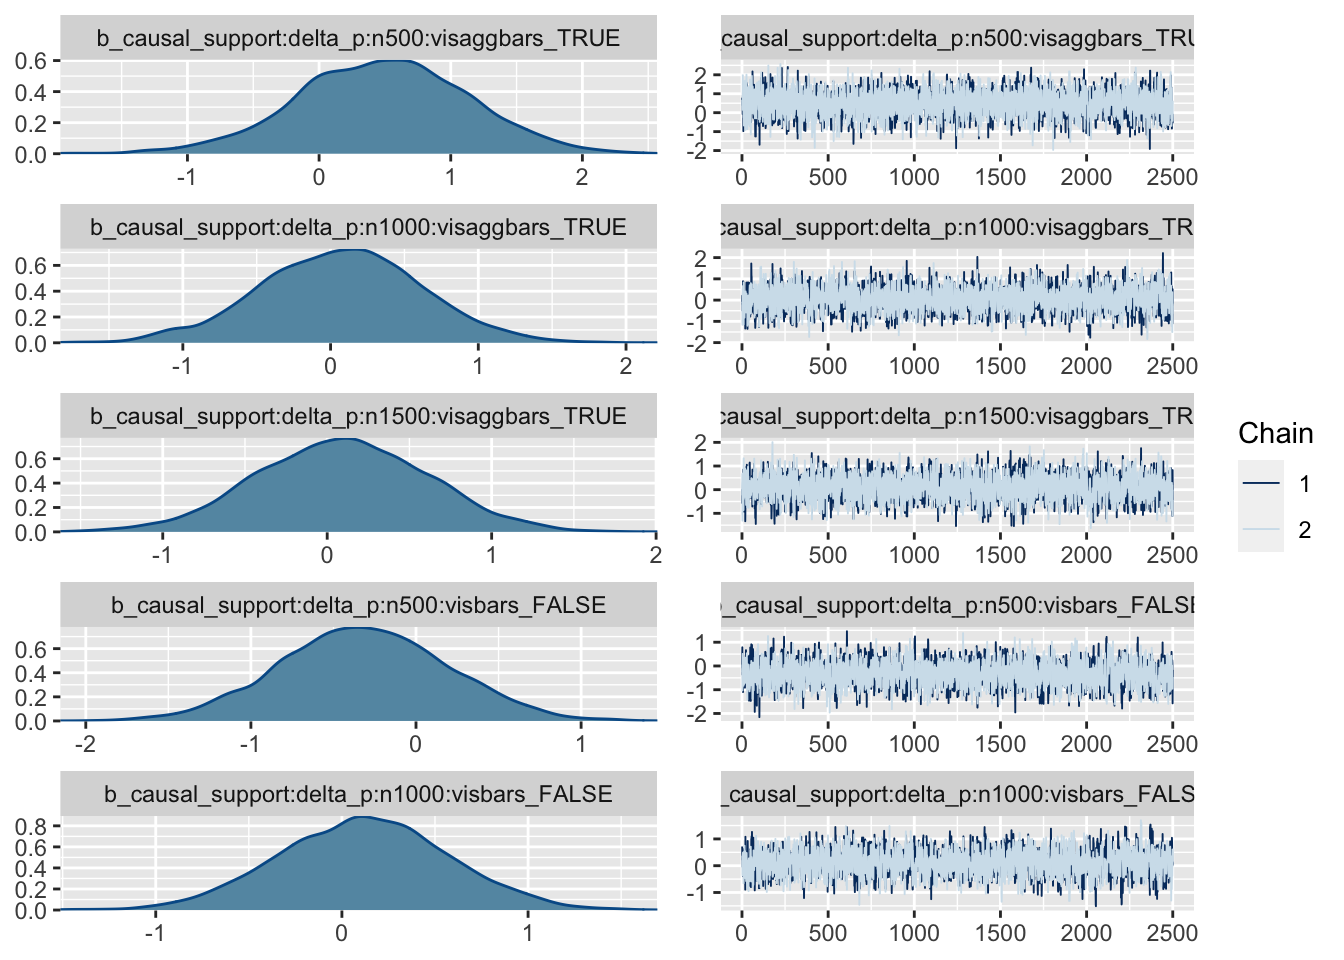 b_causal_support:delta_p:n500:visaggbars_TRUE
0.6
0.4
0.2
0.0
-1 0 1 2
causal_support:delta_p:n500:visaggbars_TRU
2
1
0
-1
-2
0 500 1000 1500 2000 2500
b_causal_support:delta_p:n1000:visaggbars_TRUE
0.6
0.4
0.2
0.0
-1 0 1 2
causal_support:delta_p:n1000:visaggbars_TR
2
1
0
-1
-2
0 500 1000 1500 2000 2500
b_causal_support:delta_p:n1500:visaggbars_TRUE
0.6
0.4
0.2
0.0
-1 0 1 2
causal_support:delta_p:n1500:visaggbars_TR
2
1
0
-1
0 500 1000 1500 2000 2500
b_causal_support:delta_p:n500:visbars_FALSE
0.6
0.4
0.2
0.0
-2 -1 0 1
_causal_support:delta_p:n500:visbars_FALSE
1
0
-1
-2
0 500 1000 1500 2000 2500
b_causal_support:delta_p:n1000:visbars_FALSE
0.8
0.6
0.4
0.2
0.0
-1 0 1
_causal_support:delta_p:n1000:visbars_FALS
1
0
-1
0 500 1000 1500 2000 2500
Chain
1
2